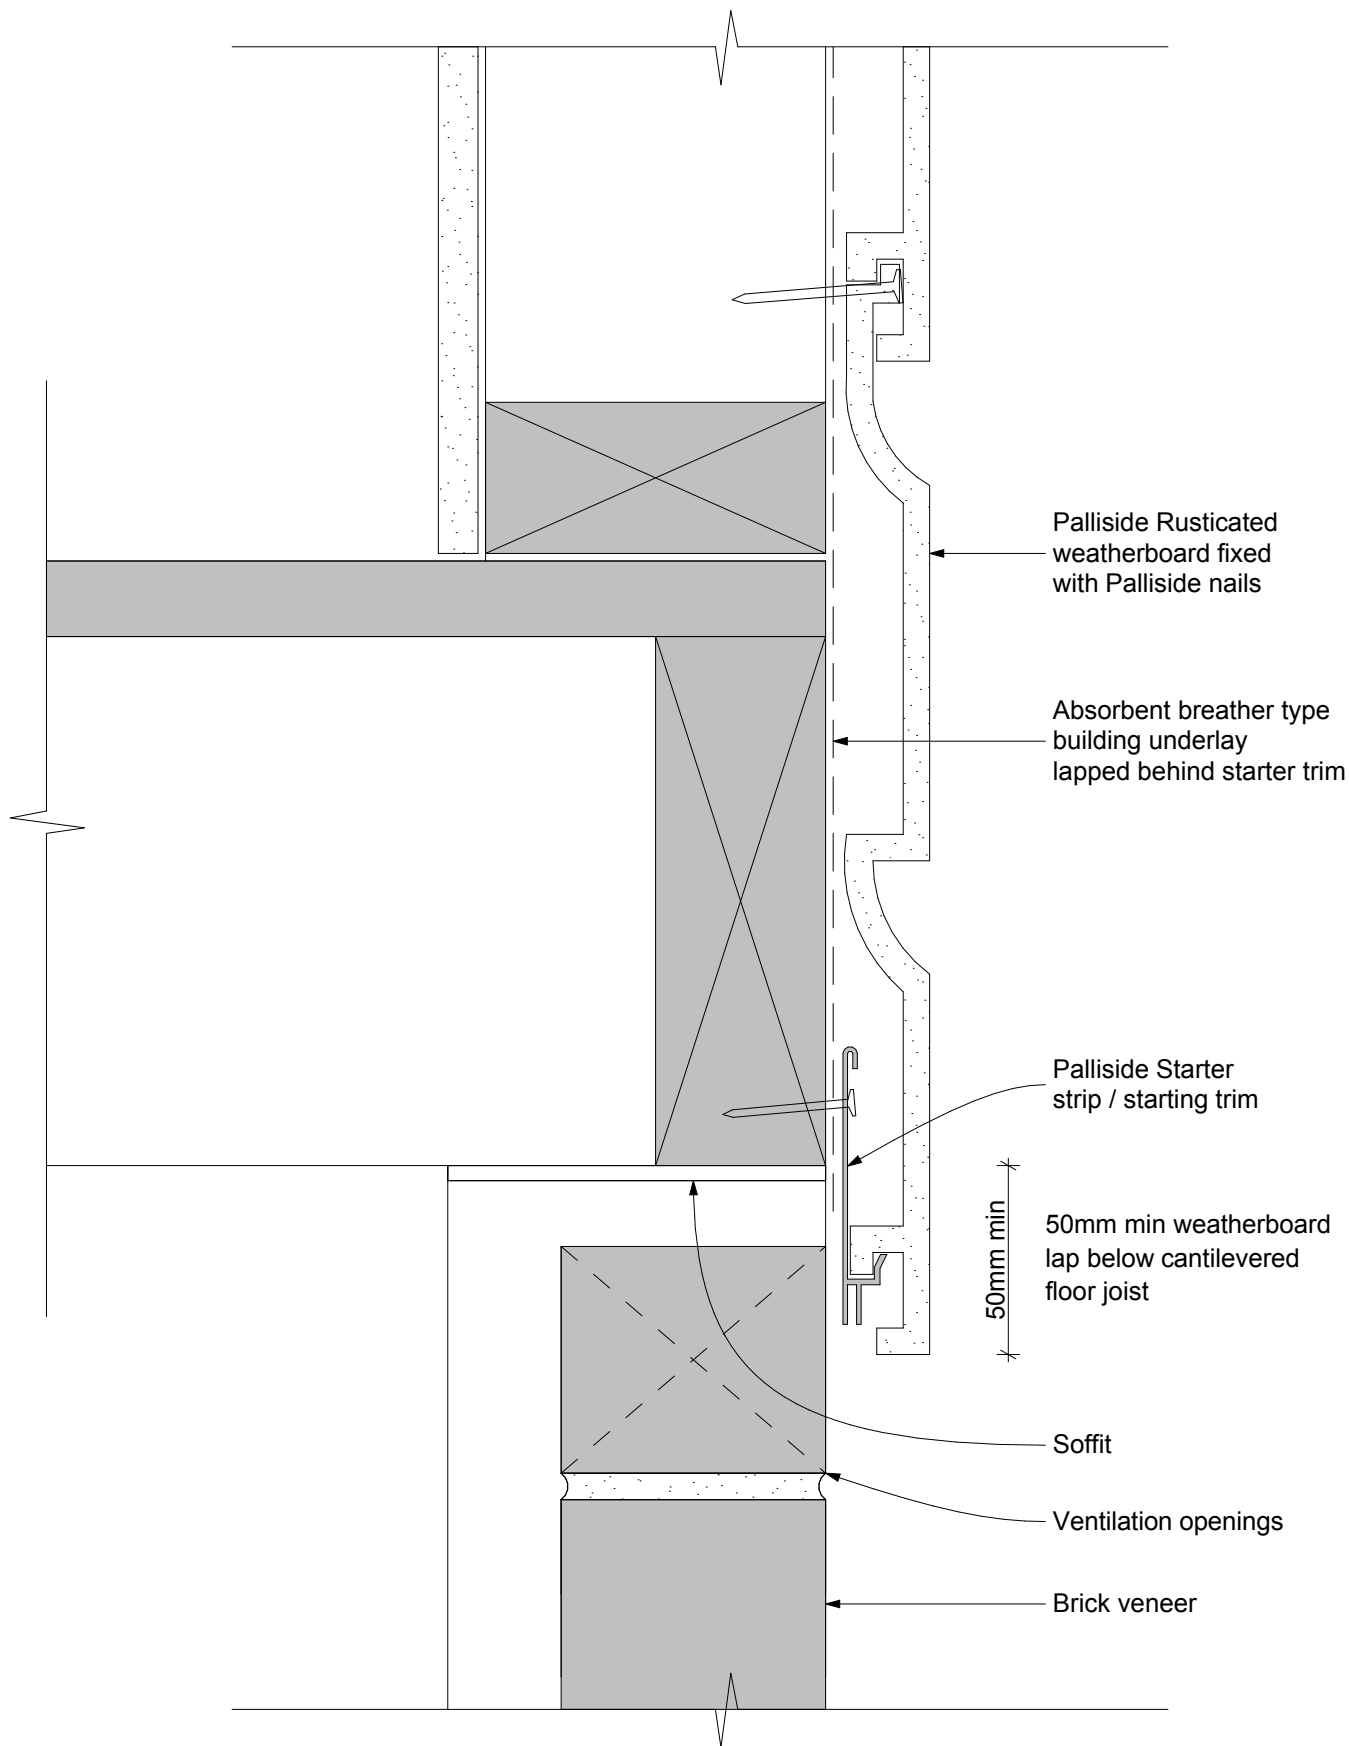 Palliside Rusticated
weatherboard fixed
with Palliside nails
Absorbent breather type
building underlay
lapped behind starter trim
Palliside Starter
strip / starting trim
50mm min
50mm min weatherboard
lap below cantilevered
floor joist
Soffit
Ventilation openings
Brick veneer